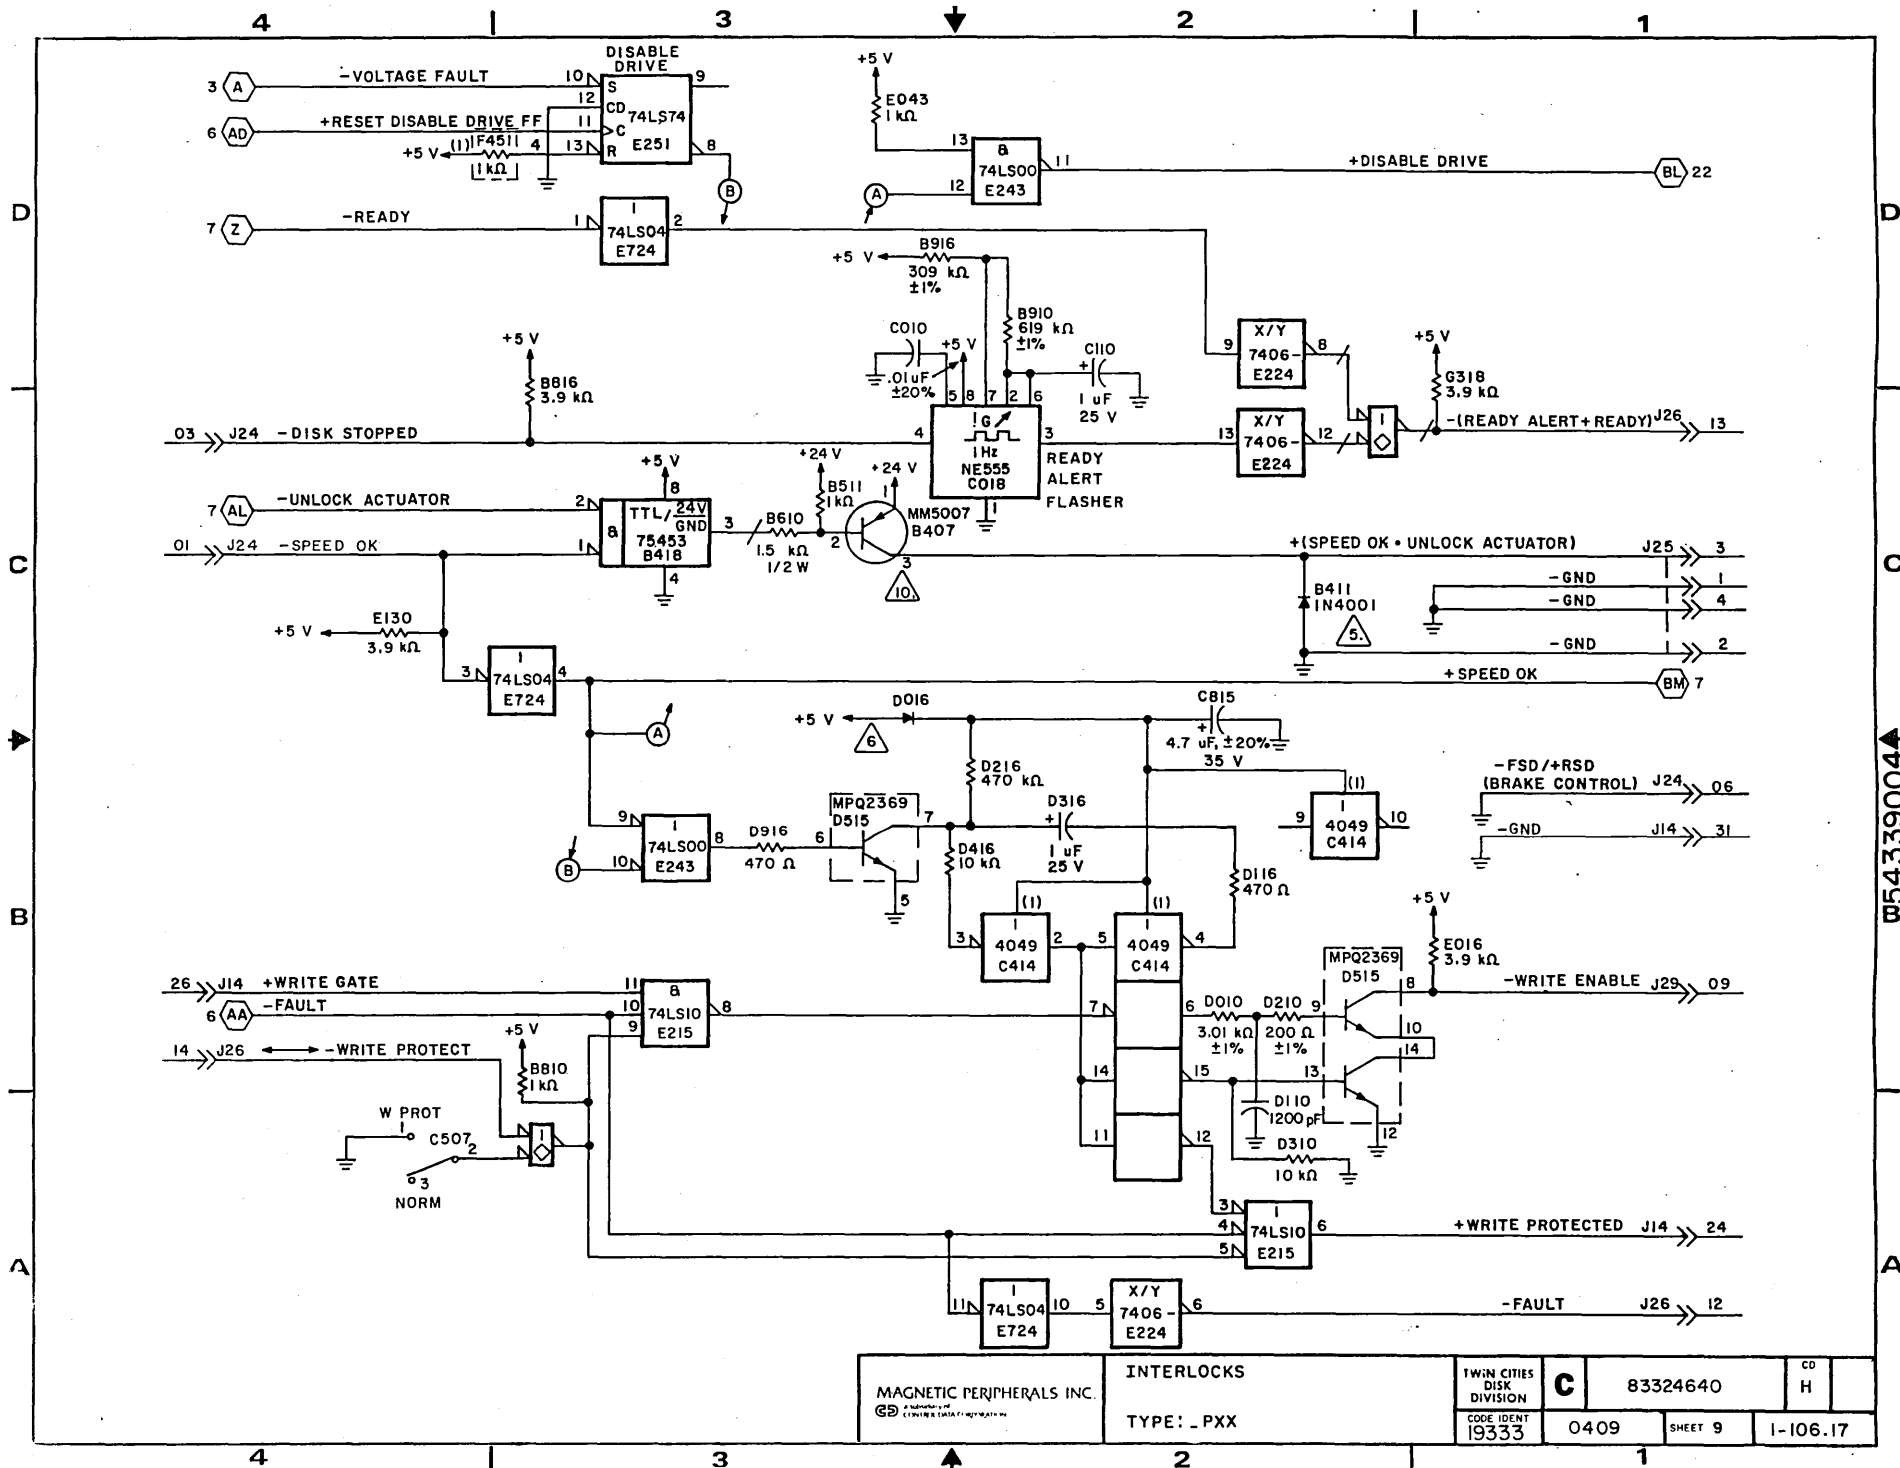 4 3 2 1
DISABLE
DRIVE
3 A -VOLTAGE FAULT 10 S 9
12 CD
74LS74
6 AD +RESET DISABLE DRIVE FF 11 C
E251
+5 V (1) F4511 4 13 R 8
1 kΩ
B
+5 V
E043
1 kΩ
13 &
74LS00
E243
11 +DISABLE DRIVE BL 22
A 12
D D
7 Z -READY 1 I 2
74LS04
E724
+5 V B916
309 kΩ
±1%
B910
619 kΩ
±1%
C010
.01uF
±20%
+5 V
C110
+
1 uF
25 V
9 X/Y 8
7406-
E224
+5 V
G318
3.9 kΩ
+5 V
B816
3.9 kΩ
03 J24 -DISK STOPPED 4
5 8 7 2 6
!G
1 Hz
NE555
C018
1
3 READY
ALERT
FLASHER
13 X/Y 12
7406-
E224
I
-(READY ALERT+READY) J26 13
7 AL -UNLOCK ACTUATOR 2
01 J24 -SPEED OK 1
+5 V
8
& TTL/ 24V
GND
75453
B418
4
3 B610
1.5 kΩ
1/2 W
+24 V
B511
1kΩ
+24 V
1
2
MM5007
B407
3
10.
C C
+(SPEED OK • UNLOCK ACTUATOR) J25 3
-GND 1
-GND 4
B411
1N4001
5.
-GND 2
+5 V E130
3.9 kΩ
3 I 4
74LS04
E724
+SPEED OK BM 7
A
+5 V D016
6
C815
+
4.7 uF, ±20%
35 V
D216
470 kΩ
-FSD/+RSD
(BRAKE CONTROL) J24 06
-GND J14 31
B54339004
9 I 8
74LS00
E243
B 10
D916
470 Ω
MPQ2369
D515
6 7
5
D416
10 kΩ
D316
+
1 uF
25 V
D116
470 Ω
(1)
9 I 10
4049
C414
(1)
3 I 2
4049
C414
(1)
5 I 4
4049
C414
B B
26 J14 +WRITE GATE 11
6 AA -FAULT 10
9
&
74LS10
E215
8
14 J26 -WRITE PROTECT
+5 V
B810
1 kΩ
7 6
14 15
11 12
D010
3.01 kΩ
±1%
D210
200 Ω
±1%
MPQ2369
D515
9 8
10
14
13
12
+5 V
E016
3.9 kΩ
-WRITE ENABLE J29 09
D110
1200 pF
D310
10 kΩ
W PROT
1
C507
2
3
NORM
I
3 I 6
4 74LS10
5 E215
+WRITE PROTECTED J14 24
A A
11 I 10
74LS04
E724
5 X/Y 6
7406-
E224
-FAULT J26 12
MAGNETIC PERIPHERALS INC.
a subsidiary of
CONTROL DATA CORPORATION
INTERLOCKS
TYPE: _PXX
TWIN CITIES
DISK
DIVISION
C 83324640 CD
H
CODE IDENT
19333
0409 SHEET 9 1-106.17
4 3 2 1